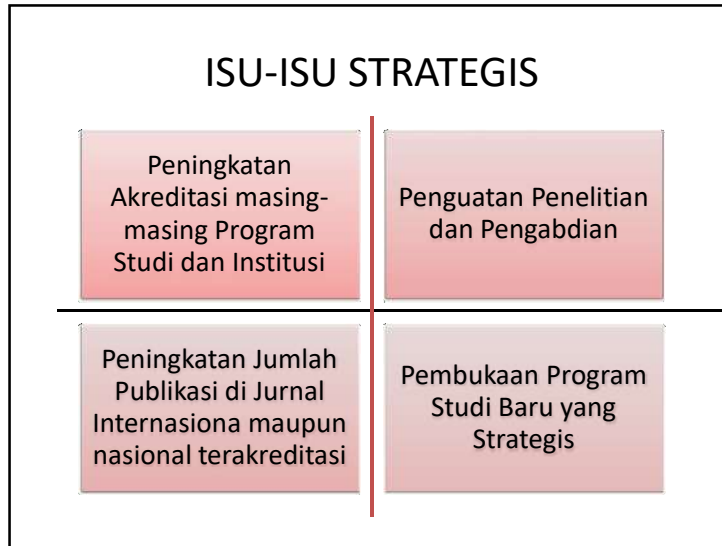 ISU-ISU STRATEGIS
Peningkatan
Akreditasi masing-
masing Program
Studi dan Institusi
Penguatan Penelitian
dan Pengabdian
Peningkatan Jumlah
Publikasi di Jurnal
Internasiona maupun
nasional terakreditasi
Pembukaan Program
Studi Baru yang
Strategis